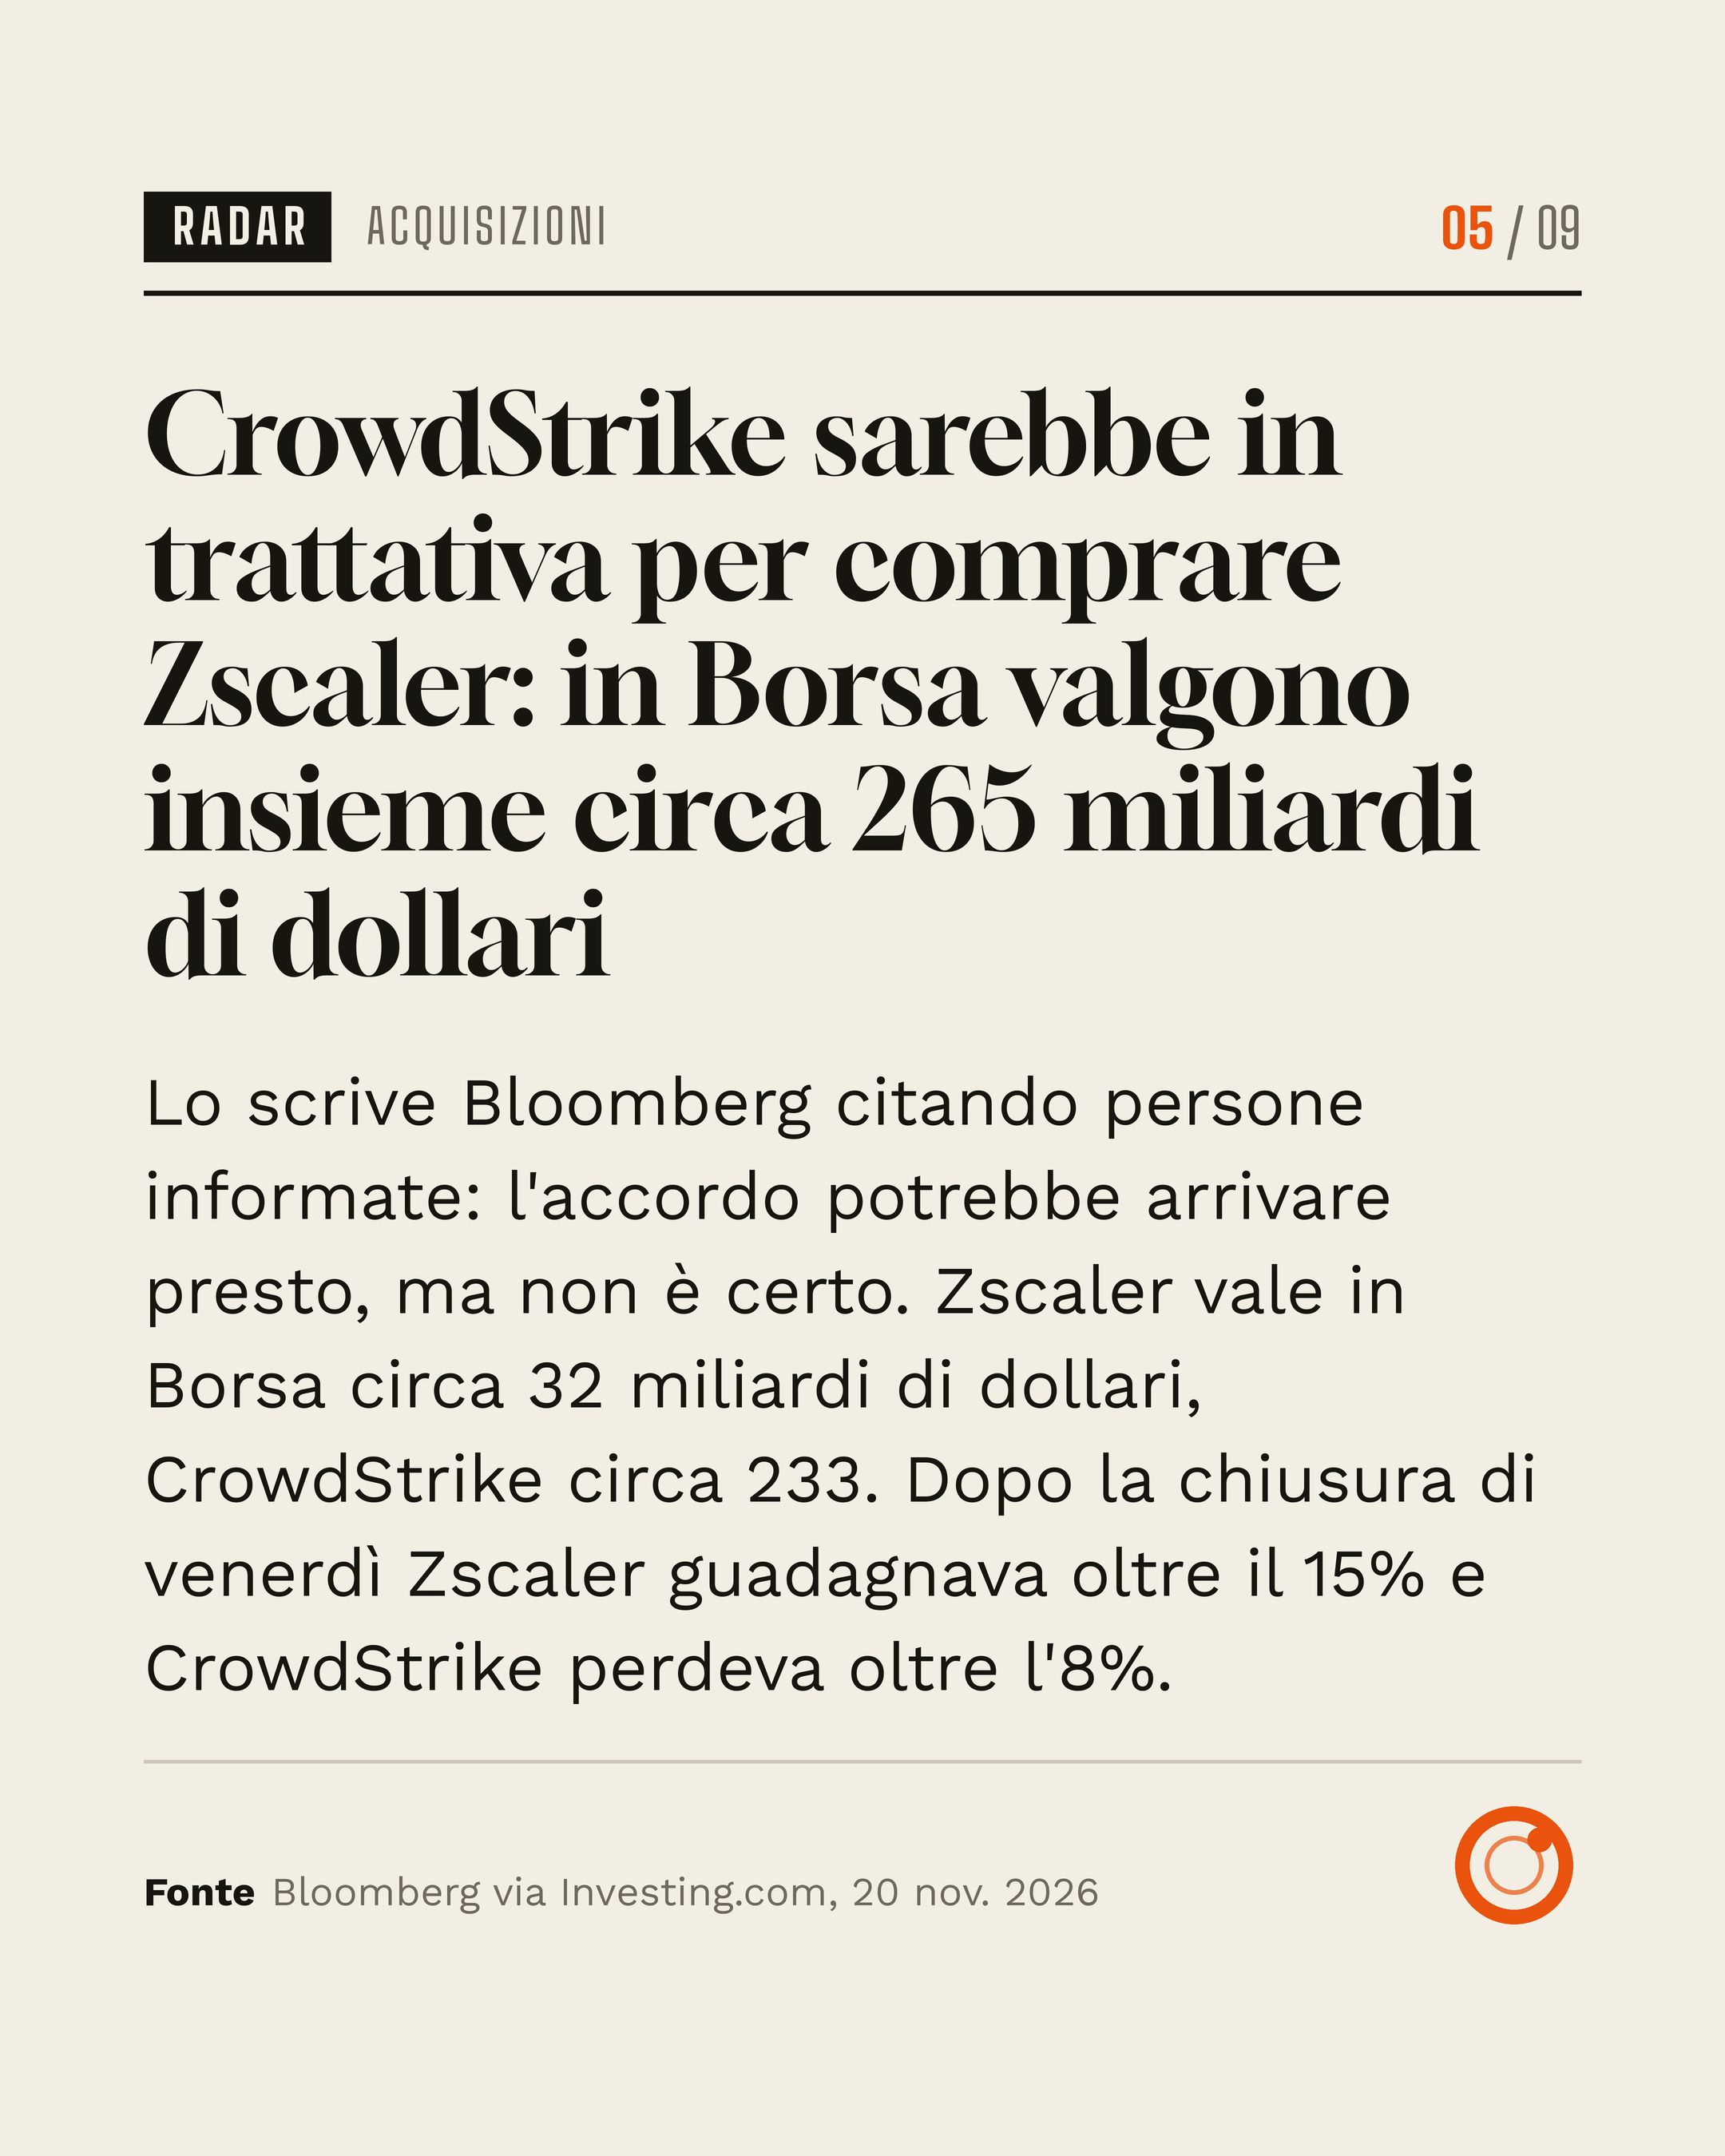 RADAR ACQUISIZIONI 05 / 09
CrowdStrike sarebbe in
trattativa per comprare
Zscaler: in Borsa valgono
insieme circa 265 miliardi
di dollari
Lo scrive Bloomberg citando persone
informate: l'accordo potrebbe arrivare
presto, ma non è certo. Zscaler vale in
Borsa circa 32 miliardi di dollari,
CrowdStrike circa 233. Dopo la chiusura di
venerdì Zscaler guadagnava oltre il 15% e
CrowdStrike perdeva oltre l'8%.
Fonte Bloomberg via Investing.com, 20 nov. 2026